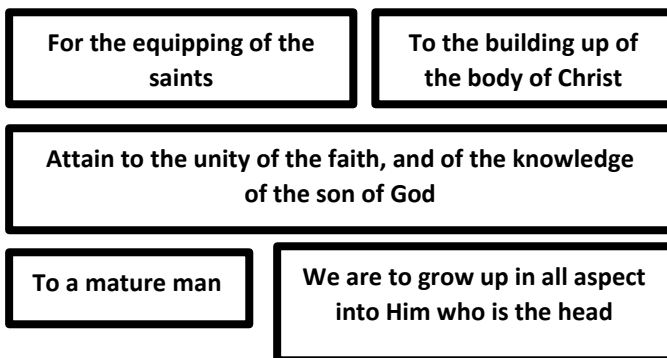 For the equipping of the
saints
To the building up of
the body of Christ
Attain to the unity of the faith, and of the knowledge
of the son of God
To a mature man
We are to grow up in all aspect
into Him who is the head